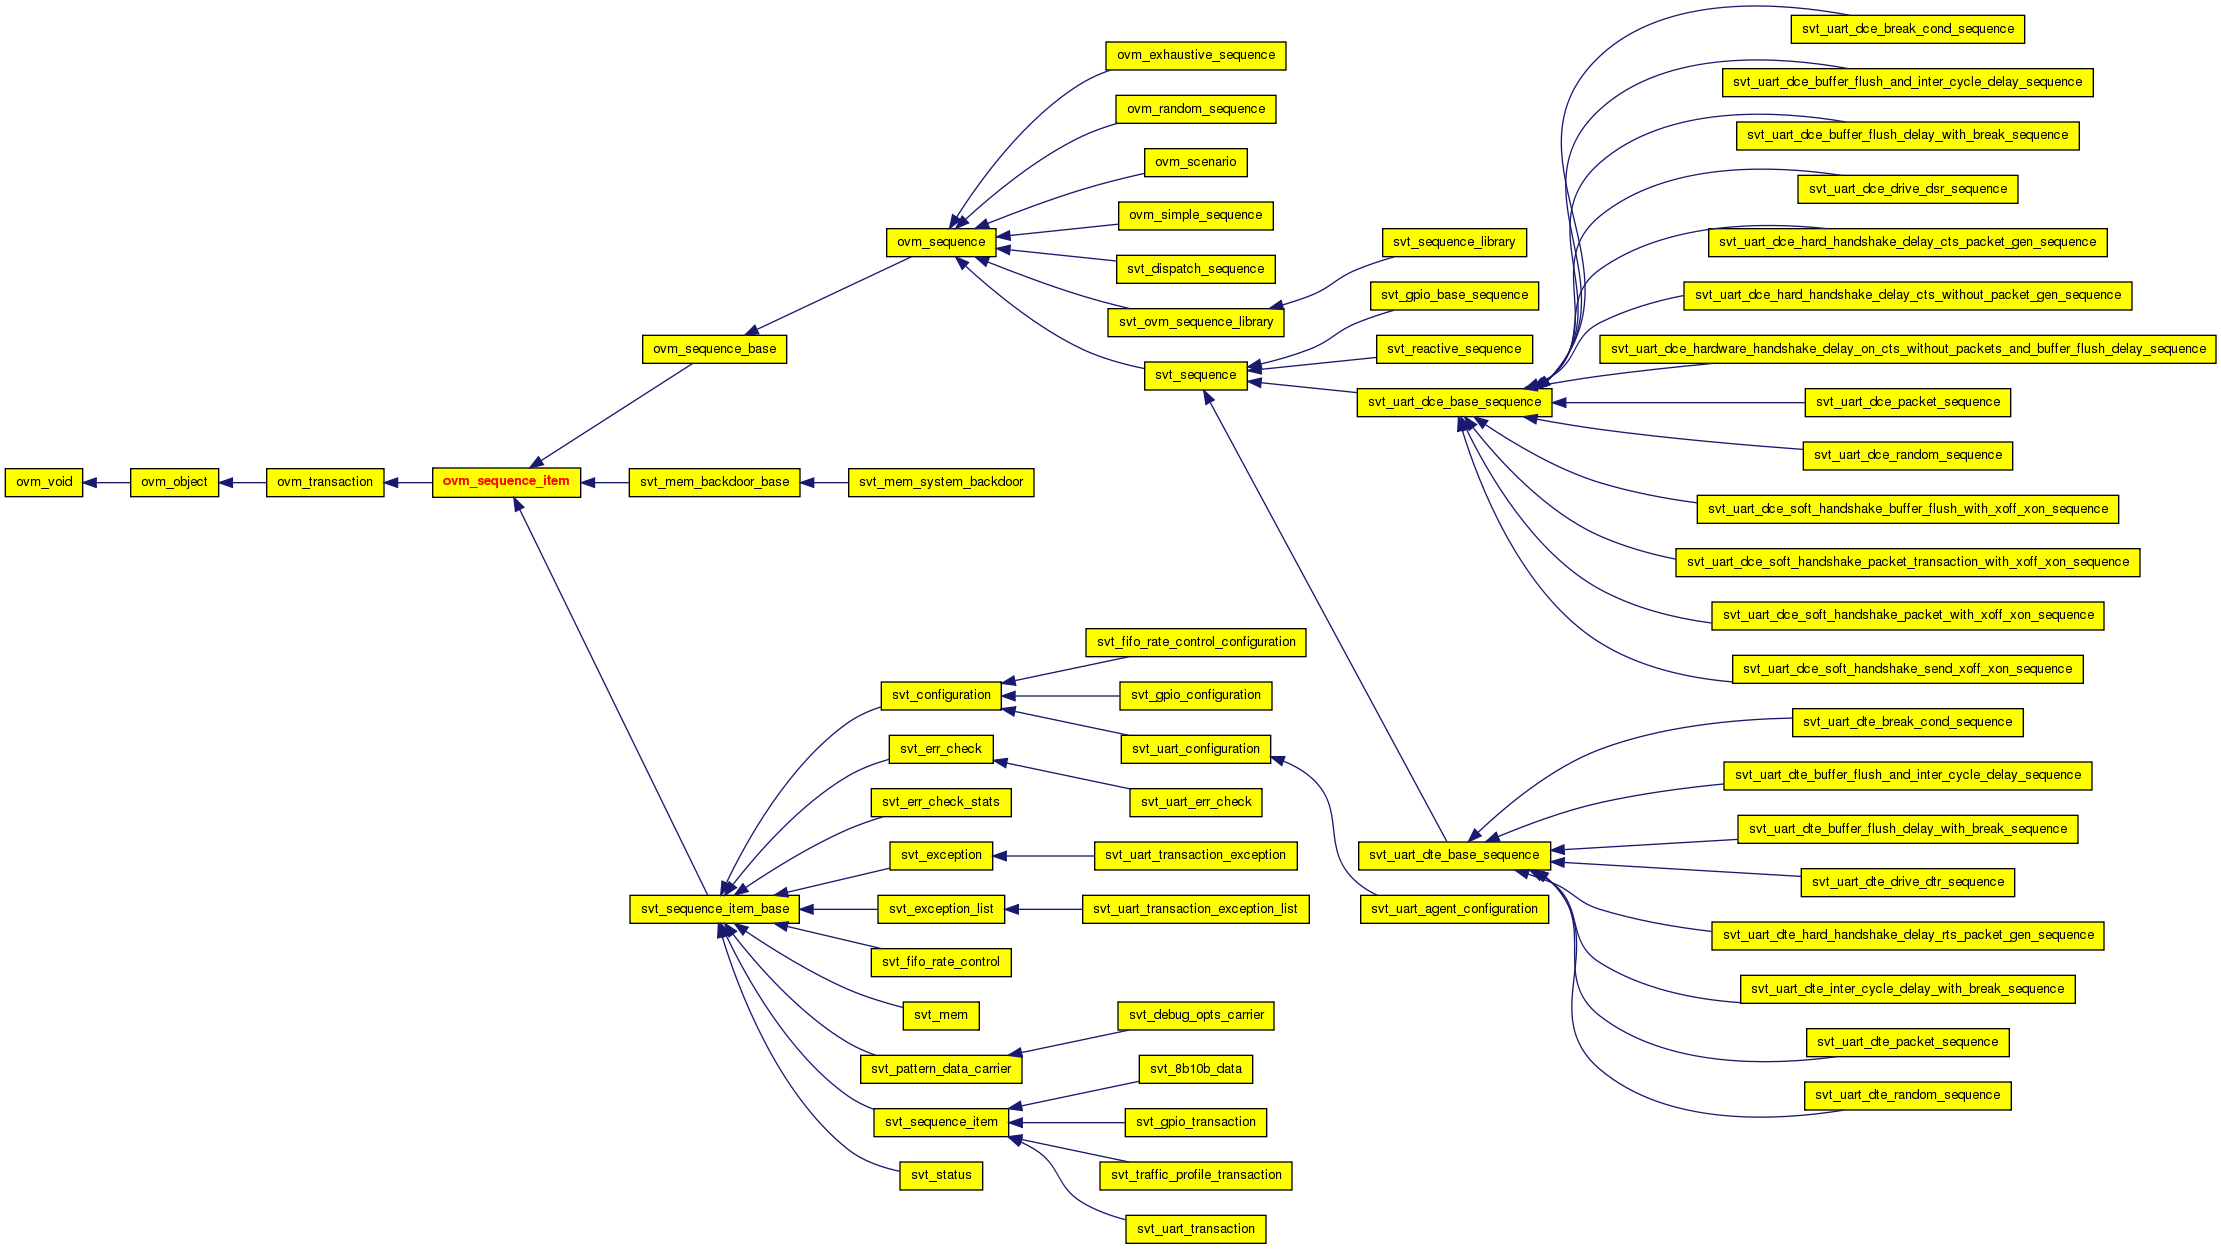 ovm_void
ovm_object
ovm_transaction
ovm_sequence_item
ovm_sequence_base
svt_mem_backdoor_base
svt_mem_system_backdoor
svt_sequence_item_base
ovm_sequence
ovm_exhaustive_sequence
ovm_random_sequence
ovm_scenario
ovm_simple_sequence
svt_dispatch_sequence
svt_ovm_sequence_library
svt_sequence
svt_sequence_library
svt_gpio_base_sequence
svt_reactive_sequence
svt_uart_dce_base_sequence
svt_uart_dce_break_cond_sequence
svt_uart_dce_buffer_flush_and_inter_cycle_delay_sequence
svt_uart_dce_buffer_flush_delay_with_break_sequence
svt_uart_dce_drive_dsr_sequence
svt_uart_dce_hard_handshake_delay_cts_packet_gen_sequence
svt_uart_dce_hard_handshake_delay_cts_without_packet_gen_sequence
svt_uart_dce_hardware_handshake_delay_on_cts_without_packets_and_buffer_flush_delay_sequence
svt_uart_dce_packet_sequence
svt_uart_dce_random_sequence
svt_uart_dce_soft_handshake_buffer_flush_with_xoff_xon_sequence
svt_uart_dce_soft_handshake_packet_transaction_with_xoff_xon_sequence
svt_uart_dce_soft_handshake_packet_with_xoff_xon_sequence
svt_uart_dce_soft_handshake_send_xoff_xon_sequence
svt_configuration
svt_fifo_rate_control_configuration
svt_gpio_configuration
svt_uart_configuration
svt_err_check
svt_uart_err_check
svt_err_check_stats
svt_exception
svt_uart_transaction_exception
svt_exception_list
svt_uart_transaction_exception_list
svt_fifo_rate_control
svt_mem
svt_pattern_data_carrier
svt_debug_opts_carrier
svt_sequence_item
svt_8b10b_data
svt_gpio_transaction
svt_traffic_profile_transaction
svt_uart_transaction
svt_status
svt_uart_dte_base_sequence
svt_uart_agent_configuration
svt_uart_dte_break_cond_sequence
svt_uart_dte_buffer_flush_and_inter_cycle_delay_sequence
svt_uart_dte_buffer_flush_delay_with_break_sequence
svt_uart_dte_drive_dtr_sequence
svt_uart_dte_hard_handshake_delay_rts_packet_gen_sequence
svt_uart_dte_inter_cycle_delay_with_break_sequence
svt_uart_dte_packet_sequence
svt_uart_dte_random_sequence